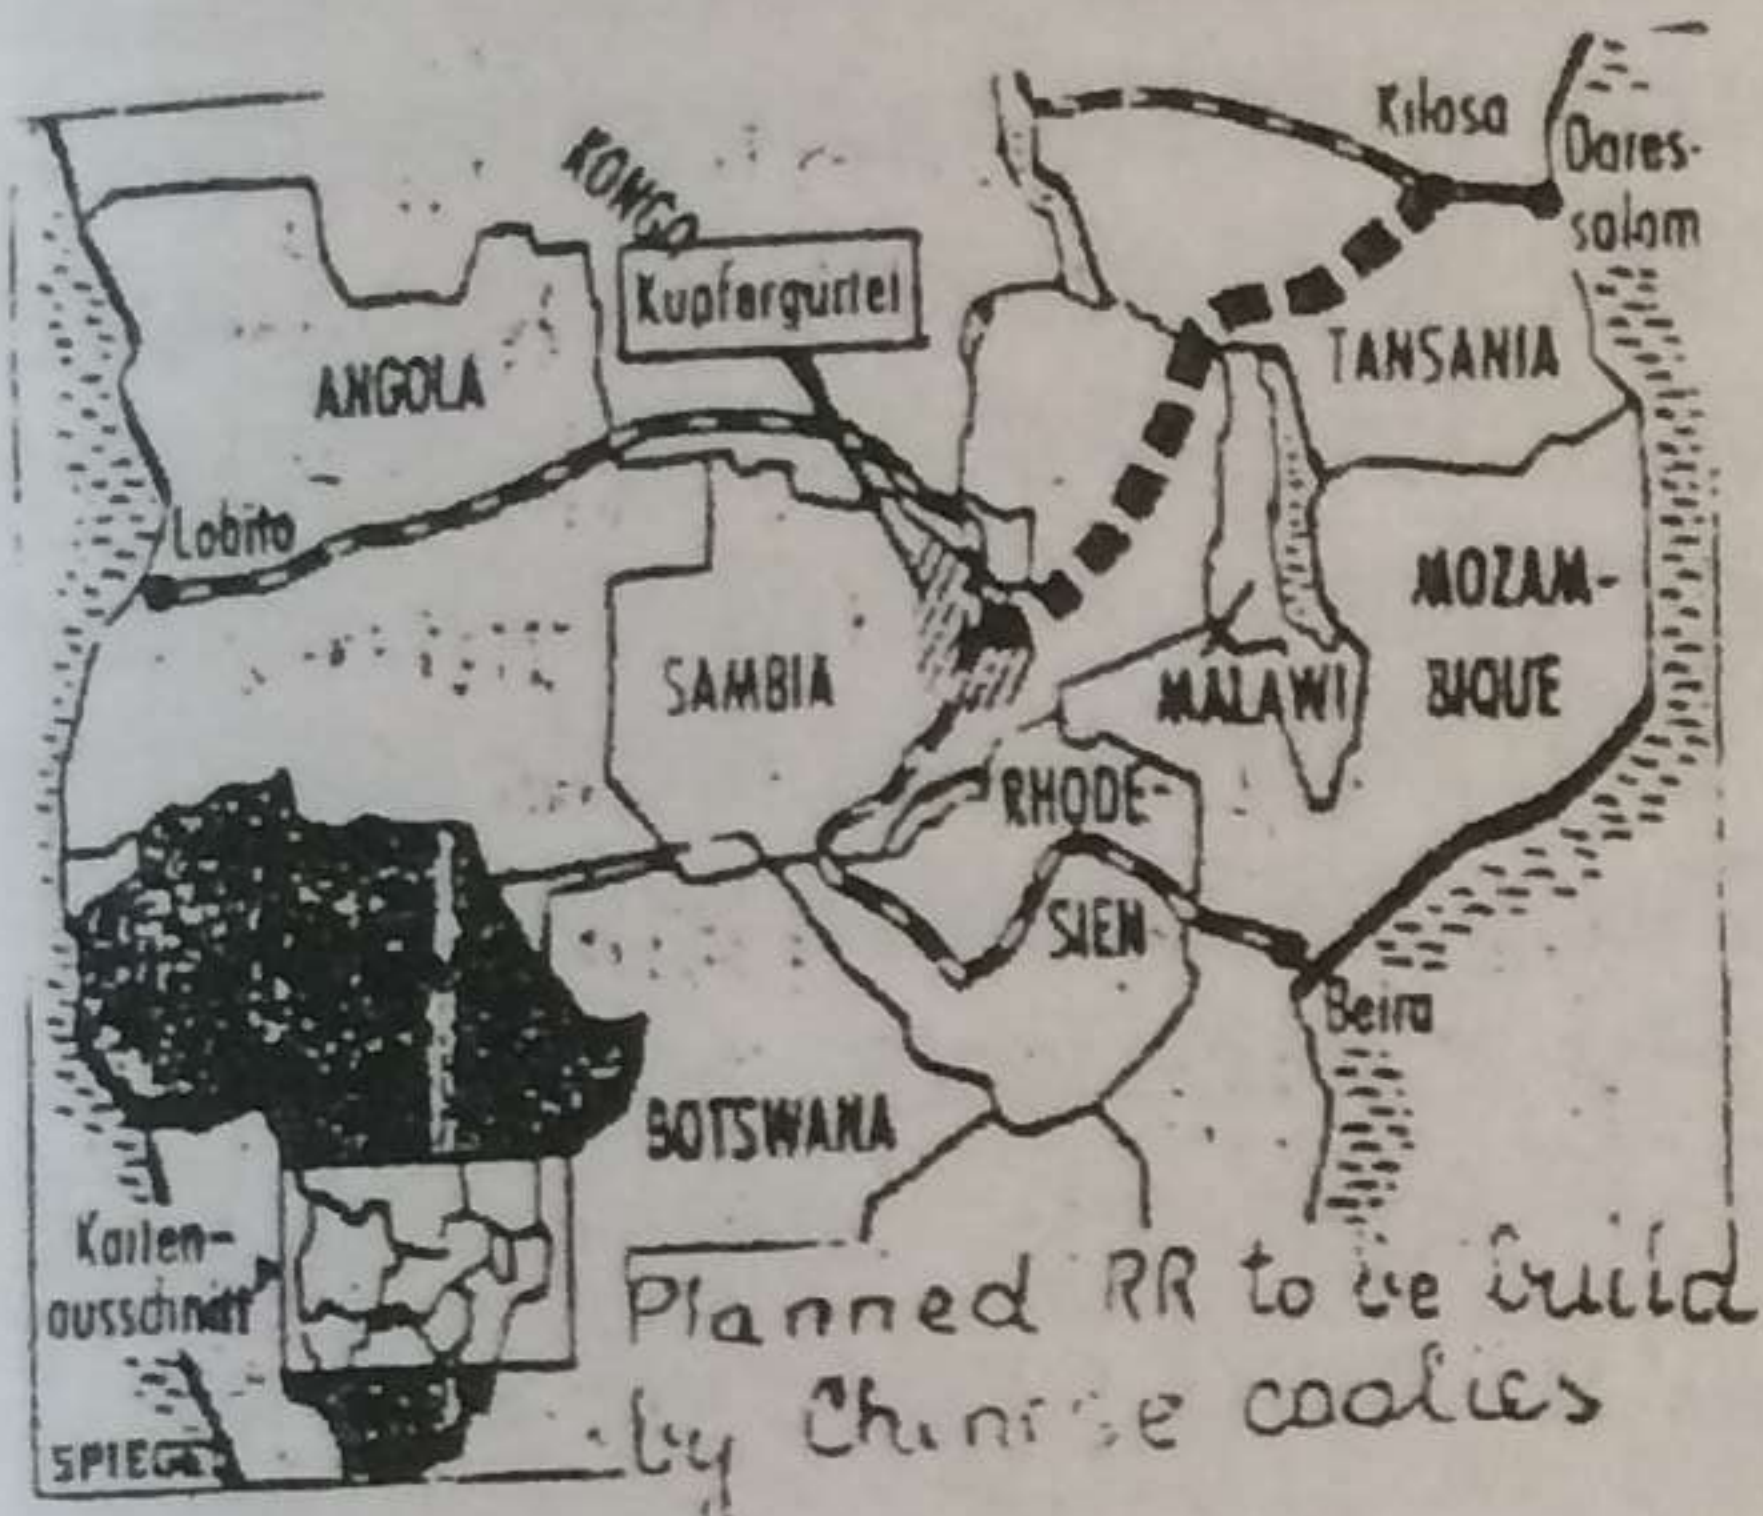 Kilosa
Dares-
salam
KONGO
Kupfergürtel
ANGOLA
TANSANIA
Lobito
MOZAM-
BIQUE
SAMBIA
MALAWI
RHODE-
SIEN
Beira
BOTSWANA
Karten-
ausschnitt
Planned RR to be build
by Chinese coolies
SPIEGEL